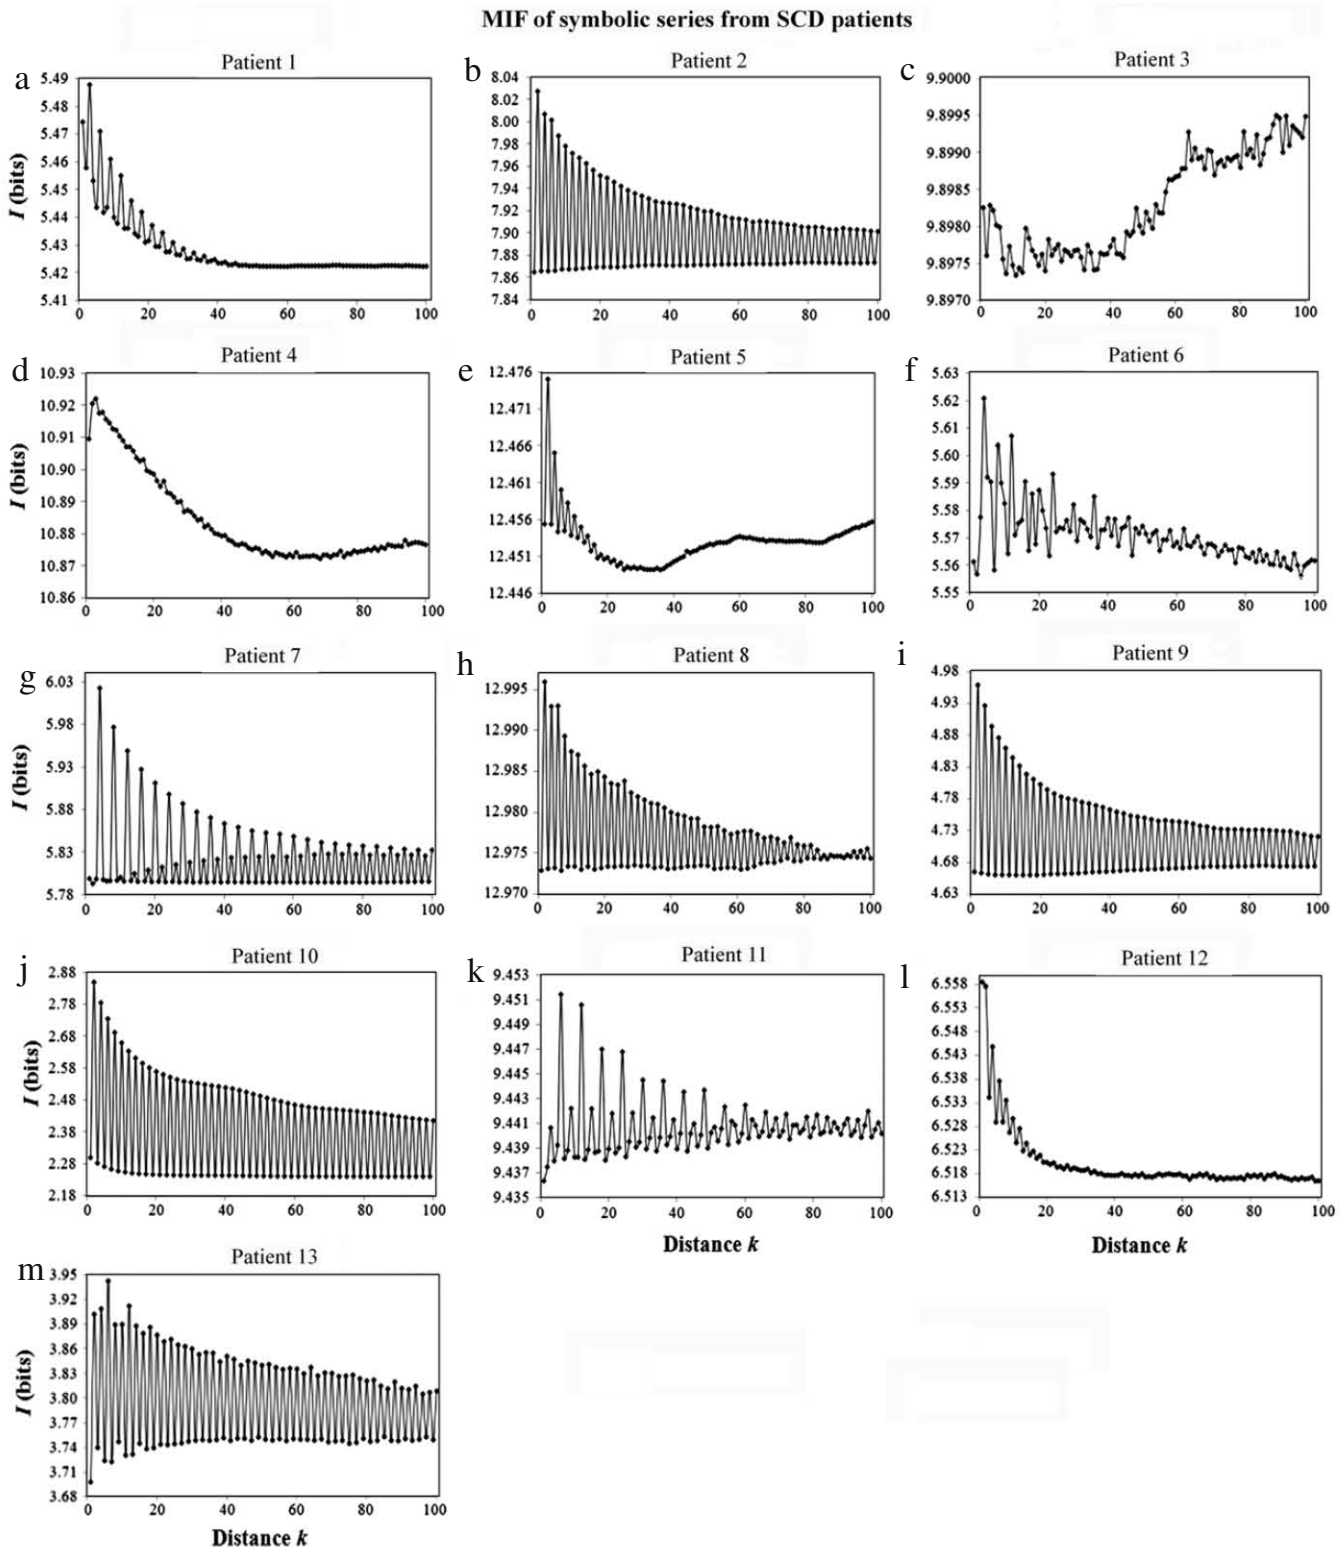 MIF of symbolic series from SCD patients
a
Patient 1
I (bits)
5.49
5.48
5.47
5.46
5.45
5.44
5.43
5.42
5.41
0 20 40 60 80 100
b
Patient 2
8.04
8.02
8.00
7.98
7.96
7.94
7.92
7.90
7.88
7.86
7.84
0 20 40 60 80 100
c
Patient 3
9.9000
9.8995
9.8990
9.8985
9.8980
9.8975
9.8970
0 20 40 60 80 100
d
Patient 4
I (bits)
10.93
10.92
10.91
10.90
10.89
10.88
10.87
10.86
0 20 40 60 80 100
e
Patient 5
12.476
12.471
12.466
12.461
12.456
12.451
12.446
0 20 40 60 80 100
f
Patient 6
5.63
5.62
5.61
5.60
5.59
5.58
5.57
5.56
5.55
0 20 40 60 80 100
g
Patient 7
I (bits)
6.03
5.98
5.93
5.88
5.83
5.78
0 20 40 60 80 100
h
Patient 8
12.995
12.990
12.985
12.980
12.975
12.970
0 20 40 60 80 100
i
Patient 9
4.98
4.93
4.88
4.83
4.78
4.73
4.68
4.63
0 20 40 60 80 100
j
Patient 10
I (bits)
2.88
2.78
2.68
2.58
2.48
2.38
2.28
2.18
0 20 40 60 80 100
k
Patient 11
9.453
9.451
9.449
9.447
9.445
9.443
9.441
9.439
9.437
9.435
0 20 40 60 80 100
Distance k
l
Patient 12
6.558
6.553
6.548
6.543
6.538
6.533
6.528
6.523
6.518
6.513
0 20 40 60 80 100
Distance k
m
Patient 13
I (bits)
3.95
3.92
3.89
3.86
3.83
3.80
3.77
3.74
3.71
3.68
0 20 40 60 80 100
Distance k